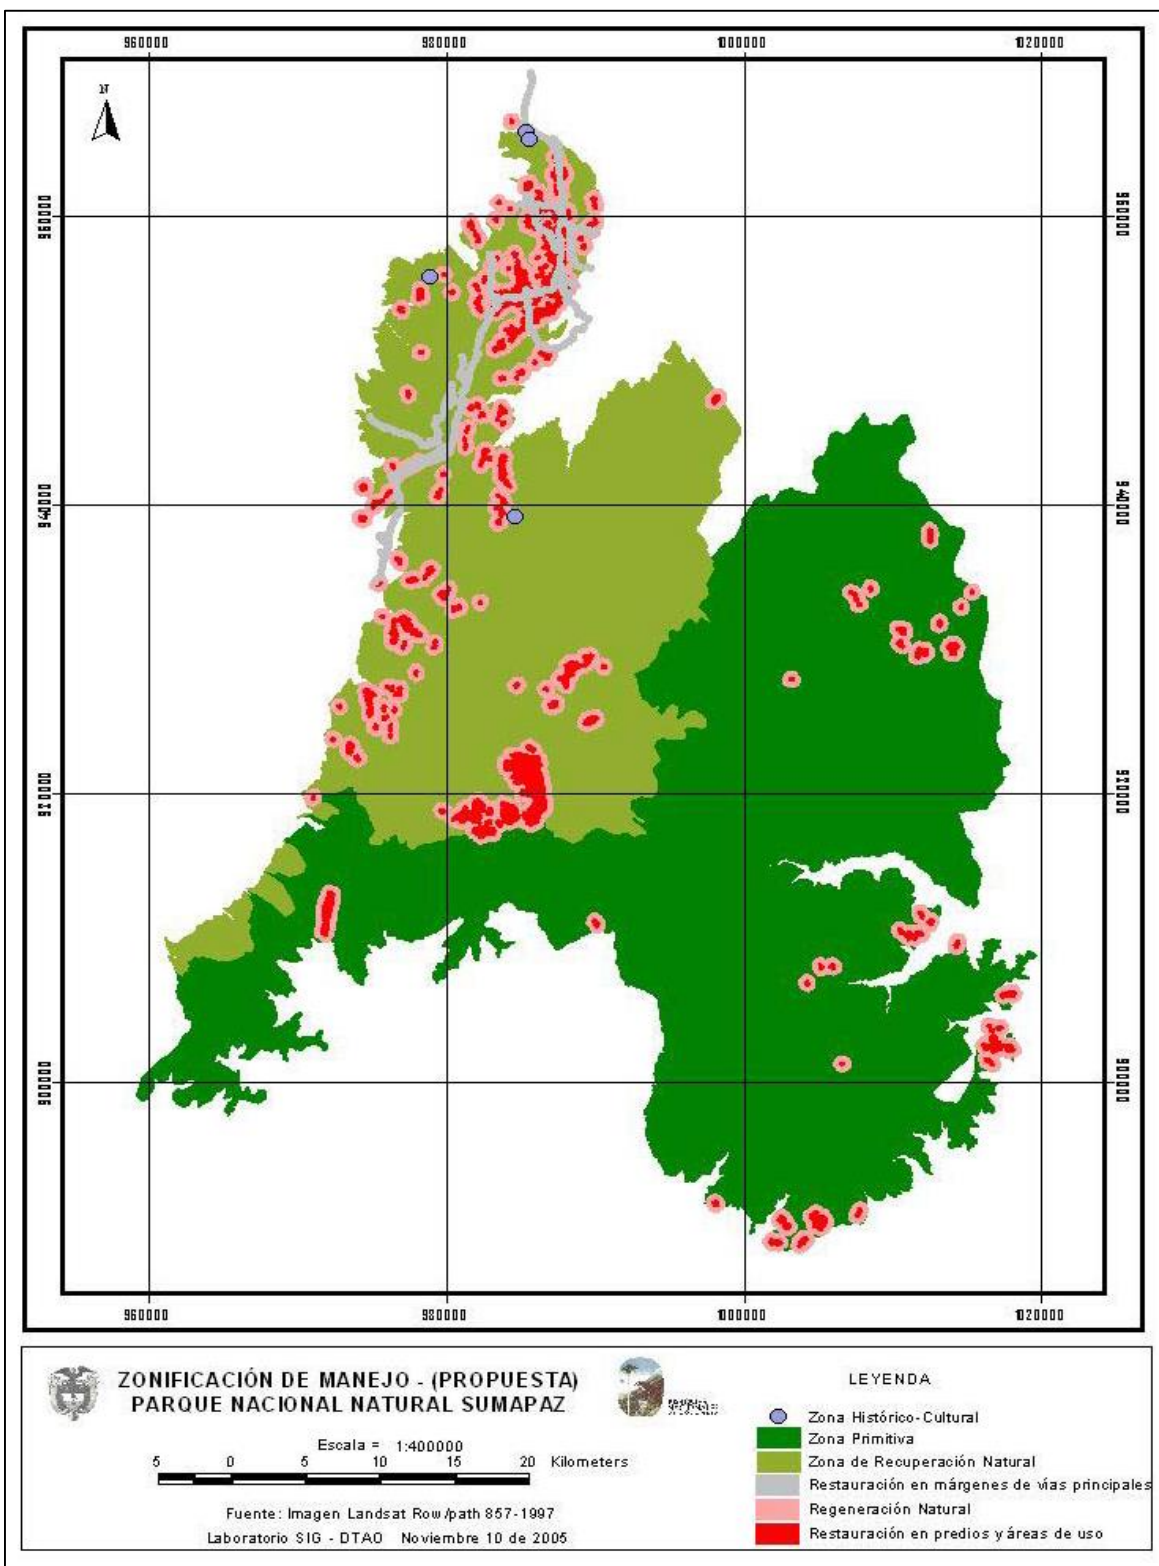 960000 980000 1000000 1020000
N
960000 960000
940000 940000
920000 920000
900000 900000
960000 980000 1000000 1020000
ZONIFICACIÓN DE MANEJO - (PROPUESTA)
PARQUE NACIONAL NATURAL SUMAPAZ
Escala = 1:400000
5 0 5 10 15 20 Kilometers
Fuente: Imagen Landsat Row/path 857-1997
Laboratorio SIG - DTAO Noviembre 10 de 2005
LEYENDA
Zona Histórico-Cultural
Zona Primitiva
Zona de Recuperación Natural
Restauración en márgenes de vías principales
Regeneración Natural
Restauración en predios y áreas de uso